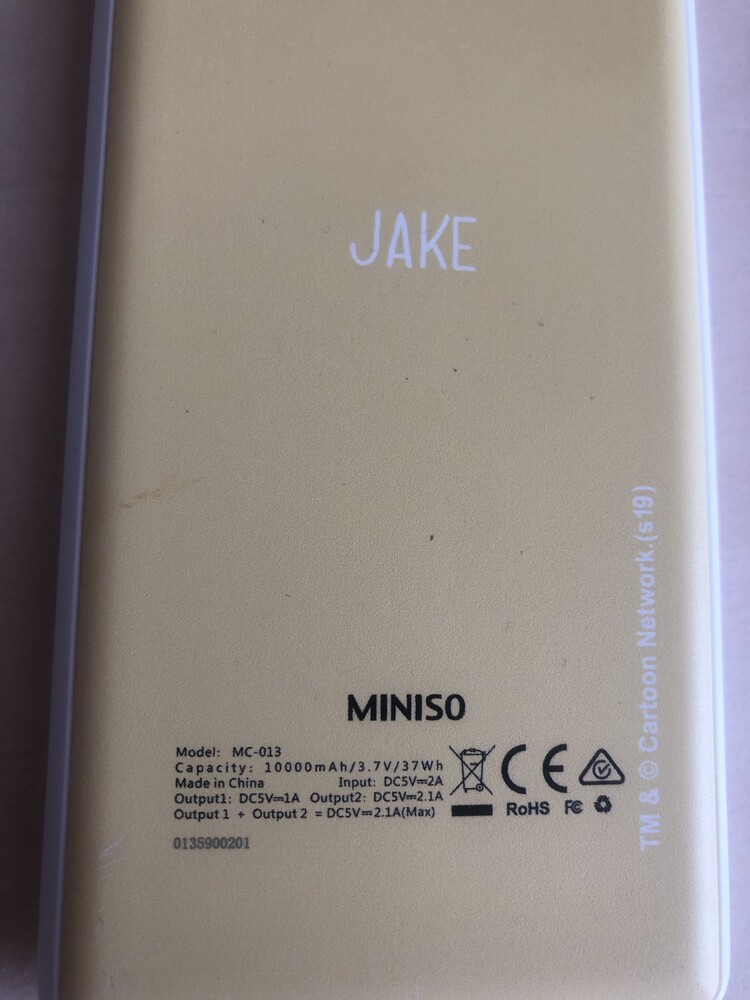 JAKE
TM & © Cartoon Network.(s19)
MINISO
Model: MC-013
Capacity: 10000mAh/3.7V/37Wh
Made in China Input: DC5V⎓2A
Output1: DC5V⎓1A Output2: DC5V⎓2.1A
Output 1 + Output 2 = DC5V⎓2.1A(Max)
CE
RoHS FC
0135900201